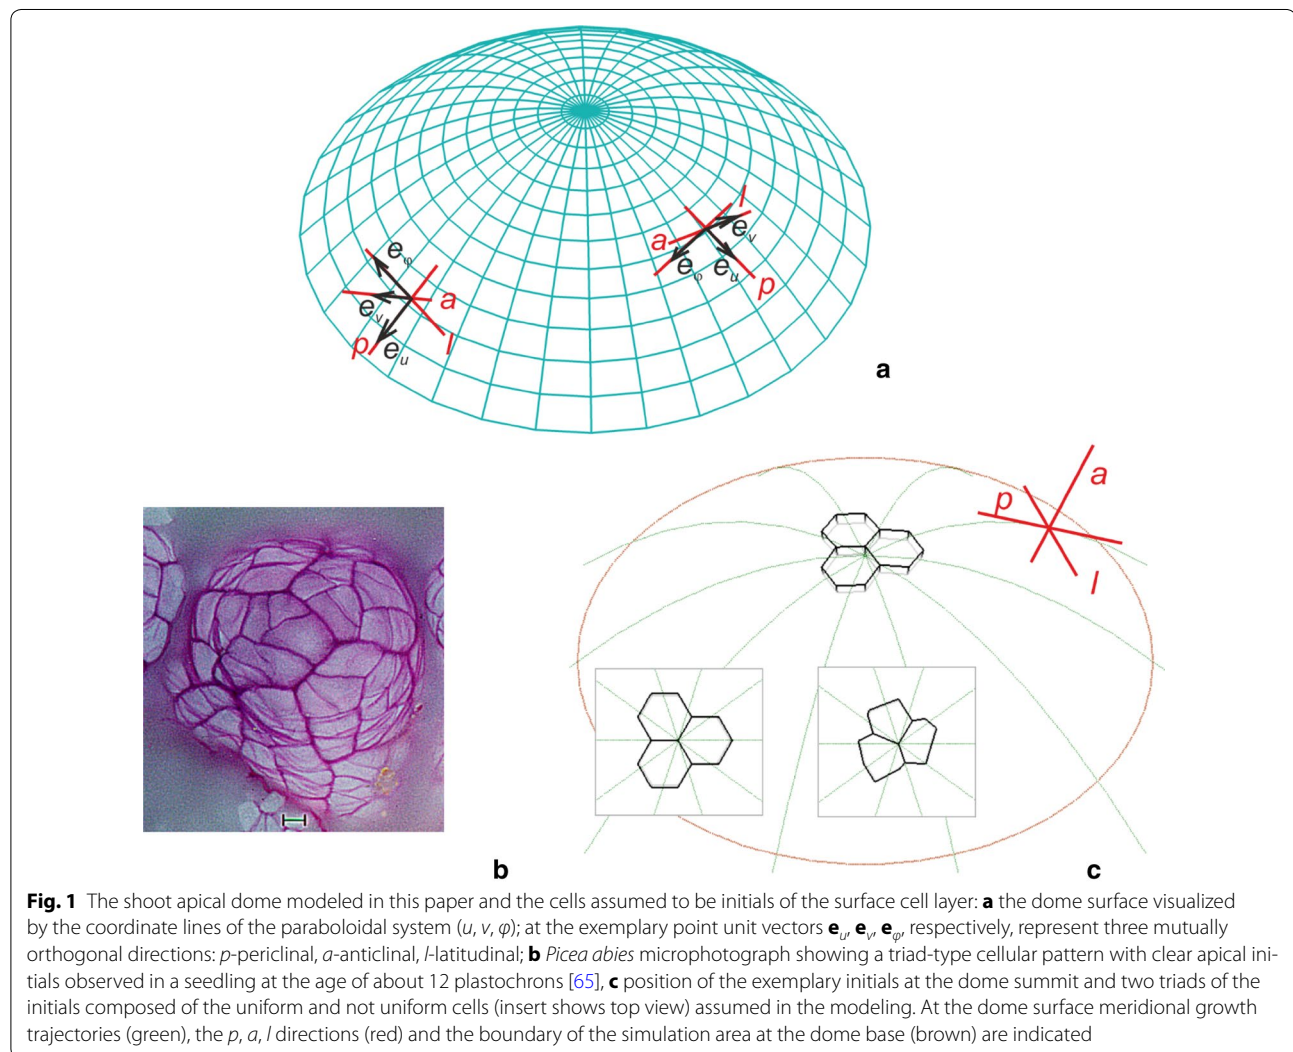 l
a
e_v
e_φ
e_u
p
e_φ
a
e_v
p
e_u
l
a
a
p
l
b
c
Fig. 1 The shoot apical dome modeled in this paper and the cells assumed to be initials of the surface cell layer: a the dome surface visualized
by the coordinate lines of the paraboloidal system (u, v, φ); at the exemplary point unit vectors e_u, e_v, e_φ, respectively, represent three mutually
orthogonal directions: p-periclinal, a-anticlinal, l-latitudinal; b Picea abies microphotograph showing a triad-type cellular pattern with clear apical ini-
tials observed in a seedling at the age of about 12 plastochrons [65], c position of the exemplary initials at the dome summit and two triads of the
initials composed of the uniform and not uniform cells (insert shows top view) assumed in the modeling. At the dome surface meridional growth
trajectories (green), the p, a, l directions (red) and the boundary of the simulation area at the dome base (brown) are indicated